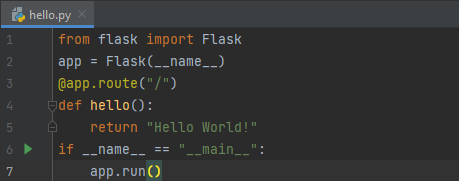 hello.py
1 from flask import Flask
2 app = Flask(__name__)
3 @app.route("/")
4 def hello():
5     return "Hello World!"
6 if __name__ == "__main__":
7     app.run()